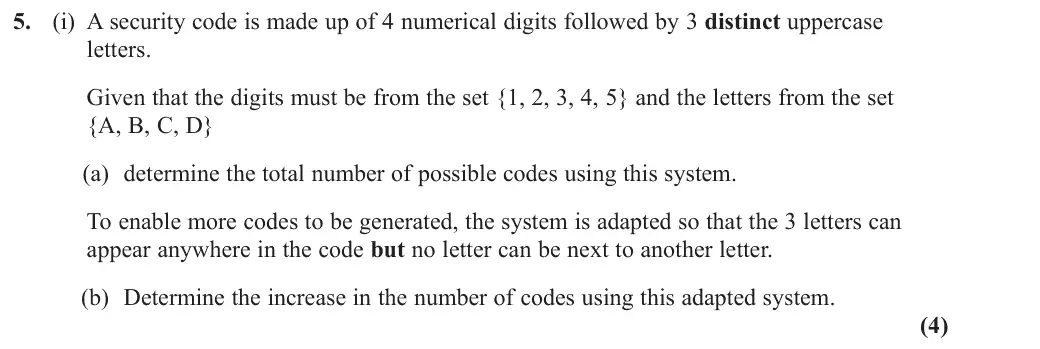 5. (i) A security code is made up of 4 numerical digits followed by 3 distinct uppercase
letters.
Given that the digits must be from the set {1, 2, 3, 4, 5} and the letters from the set
{A, B, C, D}
(a) determine the total number of possible codes using this system.
To enable more codes to be generated, the system is adapted so that the 3 letters can
appear anywhere in the code but no letter can be next to another letter.
(b) Determine the increase in the number of codes using this adapted system.
(4)